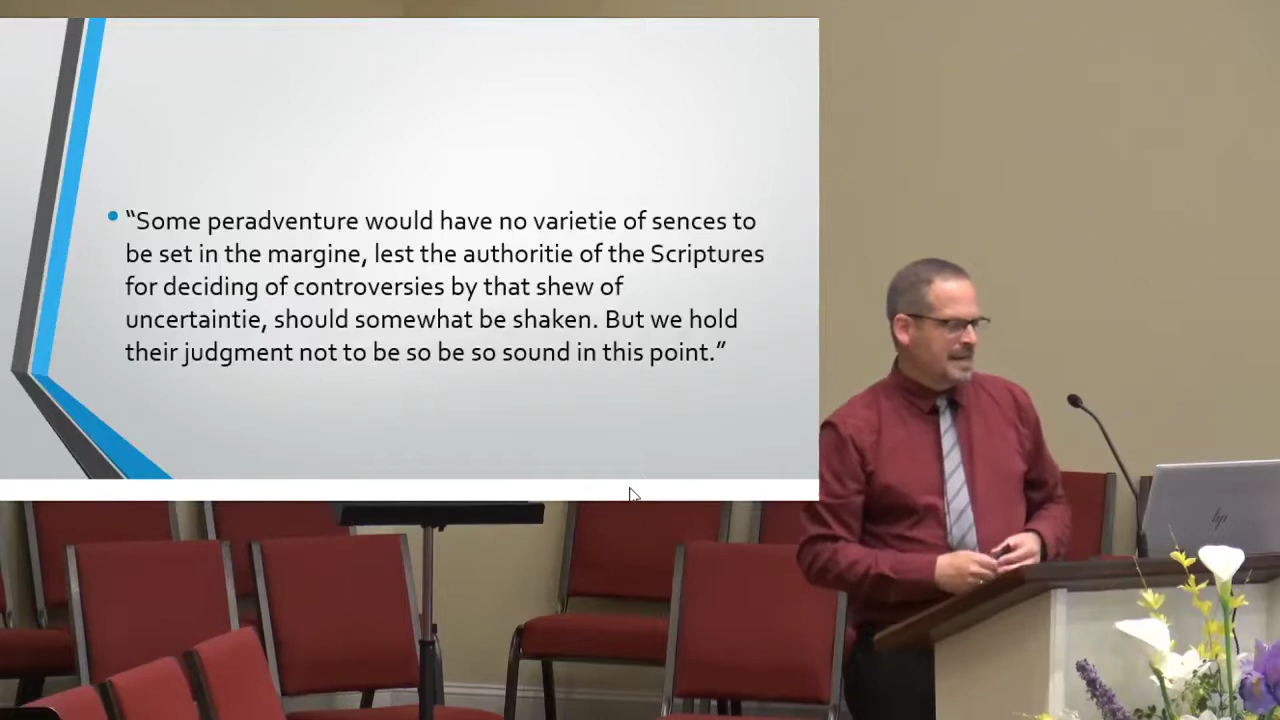 “Some peradventure would have no varietie of sences to
be set in the margine, lest the authoritie of the Scriptures
for deciding of controversies by that shew of
uncertaintie, should somewhat be shaken. But we hold
their judgment not to be so be so sound in this point.”
hp